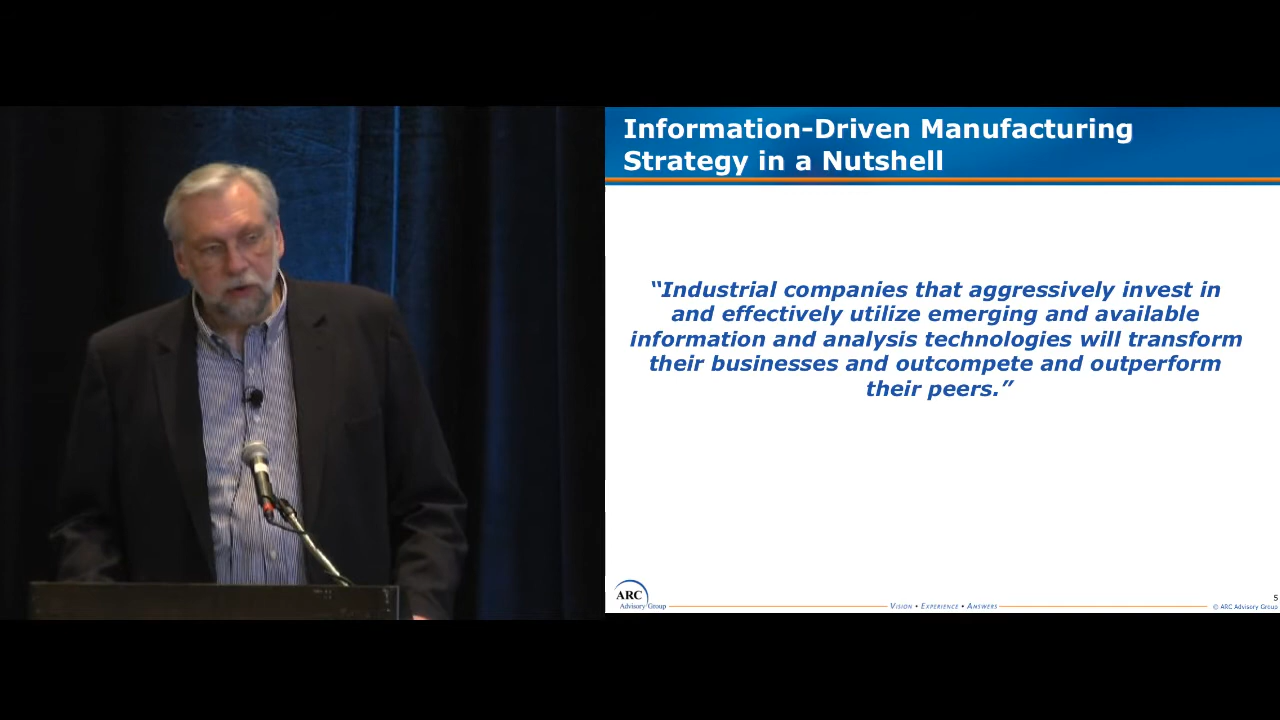 Information-Driven Manufacturing
Strategy in a Nutshell
“Industrial companies that aggressively invest in
and effectively utilize emerging and available
information and analysis technologies will transform
their businesses and outcompete and outperform
their peers.”
ARC
Advisory Group
VISION • EXPERIENCE • ANSWERS
5
© ARC Advisory Group